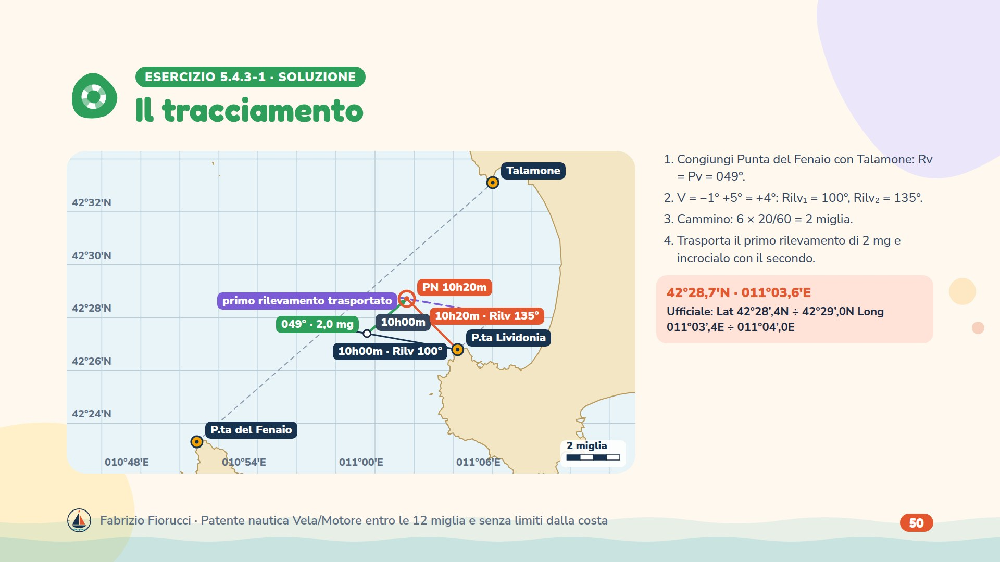 ESERCIZIO 5.4.3-1 · SOLUZIONE
Il tracciamento
Talamone
42°32'N
42°30'N
PN 10h20m
primo rilevamento trasportato
42°28'N
10h20m · Rilv 135°
10h00m
049° · 2,0 mg
P.ta Lividonia
10h00m · Rilv 100°
42°26'N
42°24'N
P.ta del Fenaio
2 miglia
010°48'E
010°54'E
011°00'E
011°06'E
1. Congiungi Punta del Fenaio con Talamone: Rv
= Pv = 049°.
2. V = −1° +5° = +4°: Rilv₁ = 100°, Rilv₂ = 135°.
3. Cammino: 6 × 20/60 = 2 miglia.
4. Trasporta il primo rilevamento di 2 mg e
incrocialo con il secondo.
42°28,7'N · 011°03,6'E
Ufficiale: Lat 42°28’,4N ÷ 42°29’,0N Long
011°03’,4E ÷ 011°04’,0E
Fabrizio Fiorucci · Patente nautica Vela/Motore entro le 12 miglia e senza limiti dalla costa
50